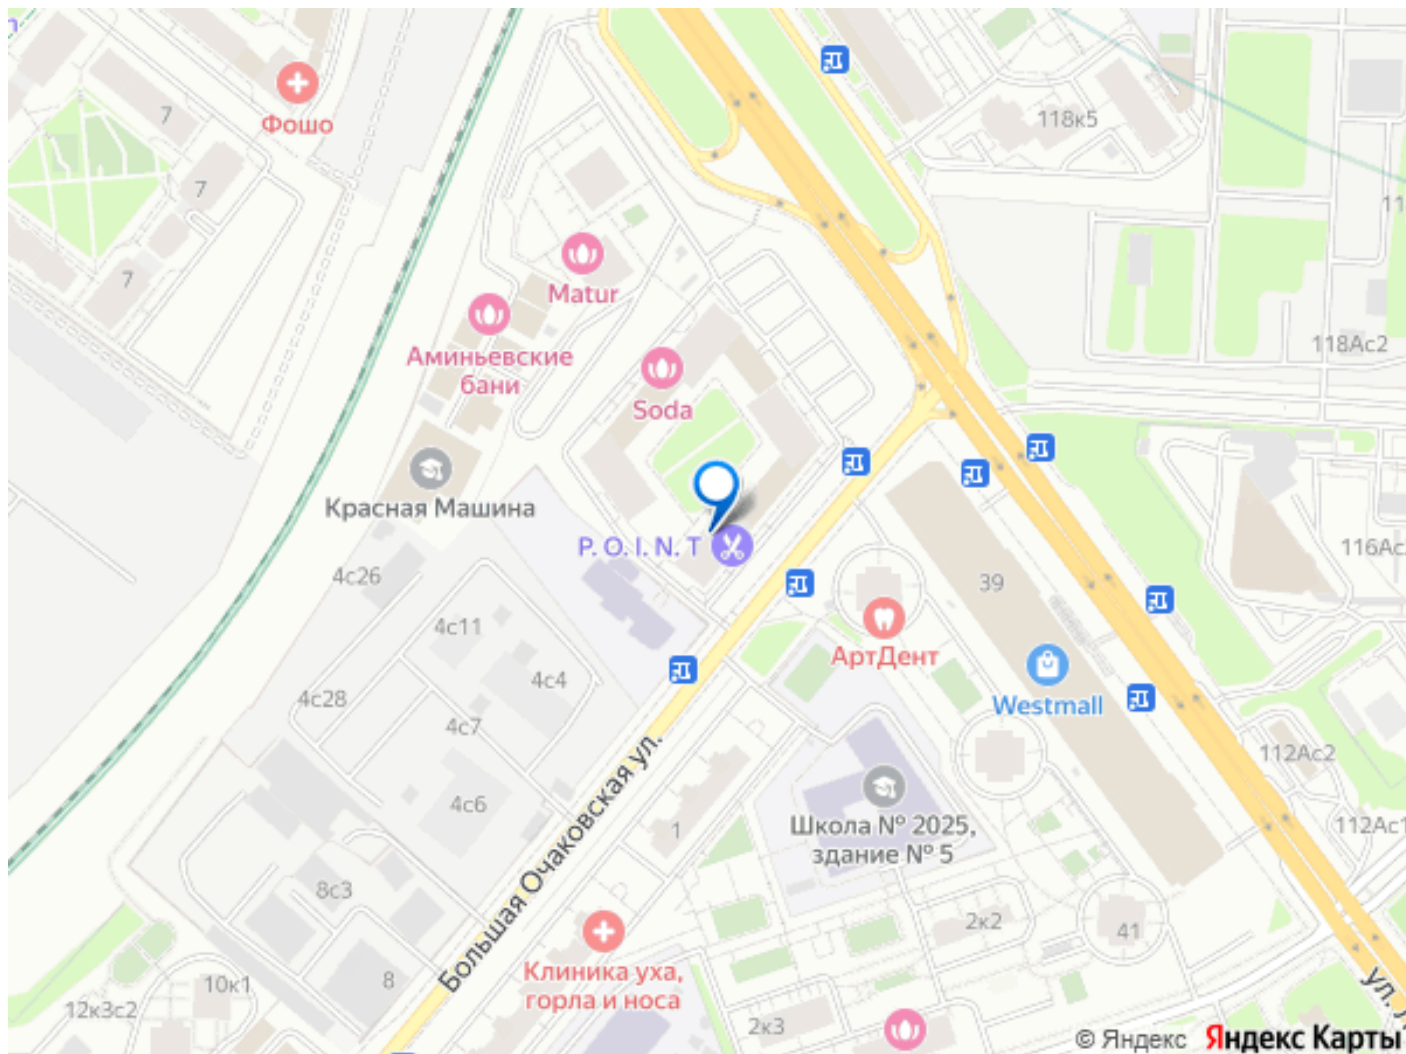 7
Фошо
118к5
7
7
Matur
Аминьевские
бани
118Ас2
Soda
Красная Машина
P. O. I. N. T
4с26
39
4с11
АртДент
4с4
4с28
Westmall
4с7
112Ас2
4с6
Большая Очаковская ул.
1
Школа № 2025,
здание № 5
112Ас1
8с3
2к2
41
Клиника уха,
горла и носа
8
10к1
12к3с2
2к3
© Яндекс
Яндекс Карты